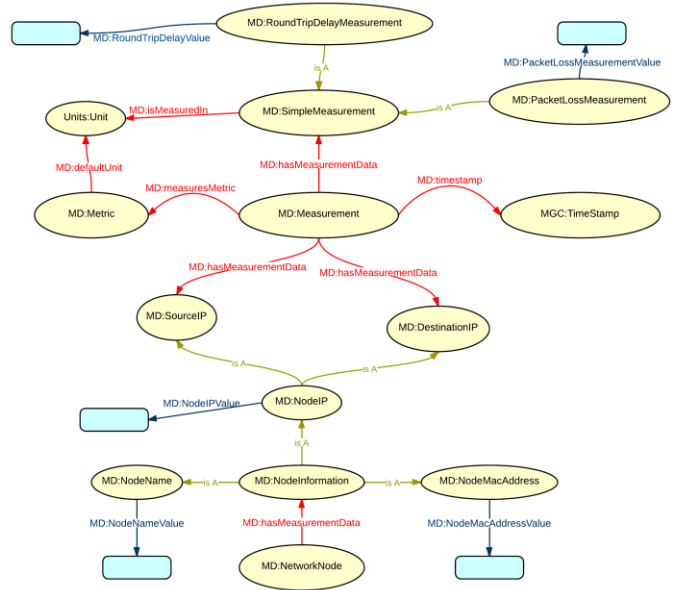 MD:RoundTripDelayMeasurement
MD:RoundTripDelayValue
MD:PacketLossMeasurementValue
is A
MD:PacketLossMeasurement
MD:isMeasuredIn
MD:SimpleMeasurement
is A
Units:Unit
MD:defaultUnit
MD:hasMeasurementData
MD:measuresMetric
MD:timestamp
MD:Metric
MD:Measurement
MGC:TimeStamp
MD:hasMeasurementData
MD:hasMeasurementData
MD:SourceIP
MD:DestinationIP
is A
is A
MD:NodeIPValue
MD:NodeIP
is A
MD:NodeName
is A
MD:NodeInformation
is A
MD:NodeMacAddress
MD:NodeNameValue
MD:hasMeasurementData
MD:NodeMacAddressValue
MD:NetworkNode